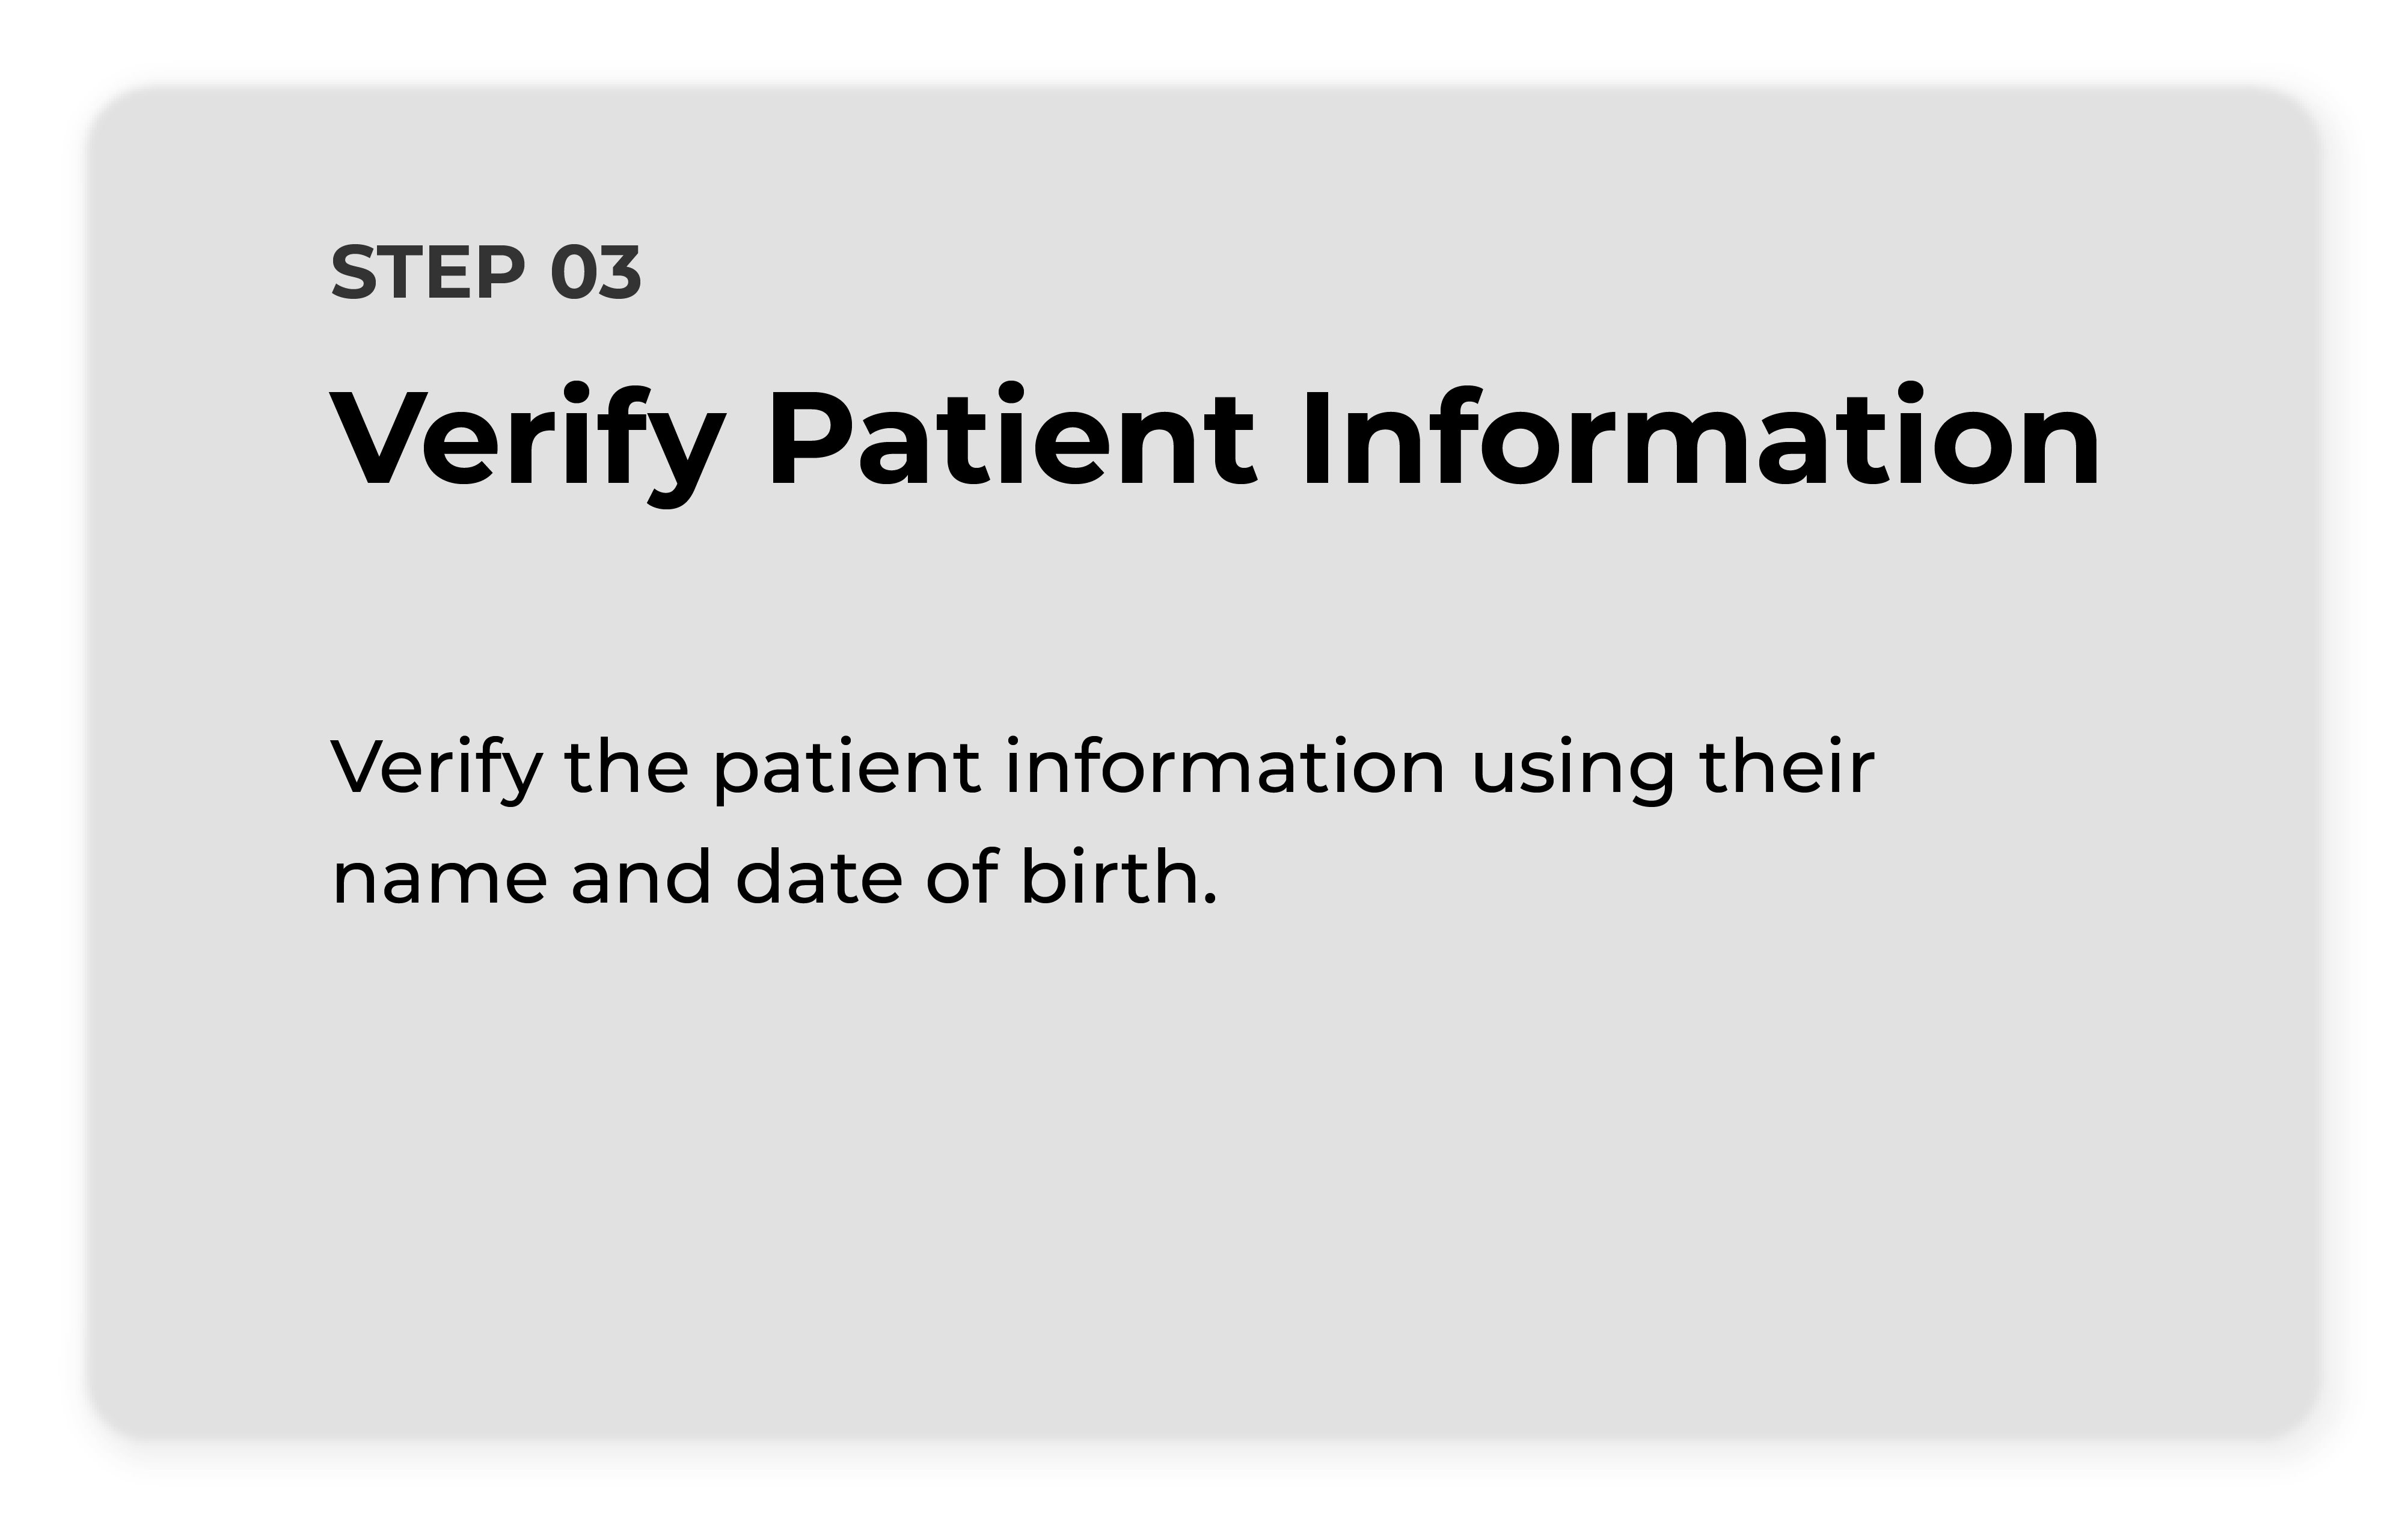 STEP 03
Verify Patient Information
Verify the patient information using their
name and date of birth.